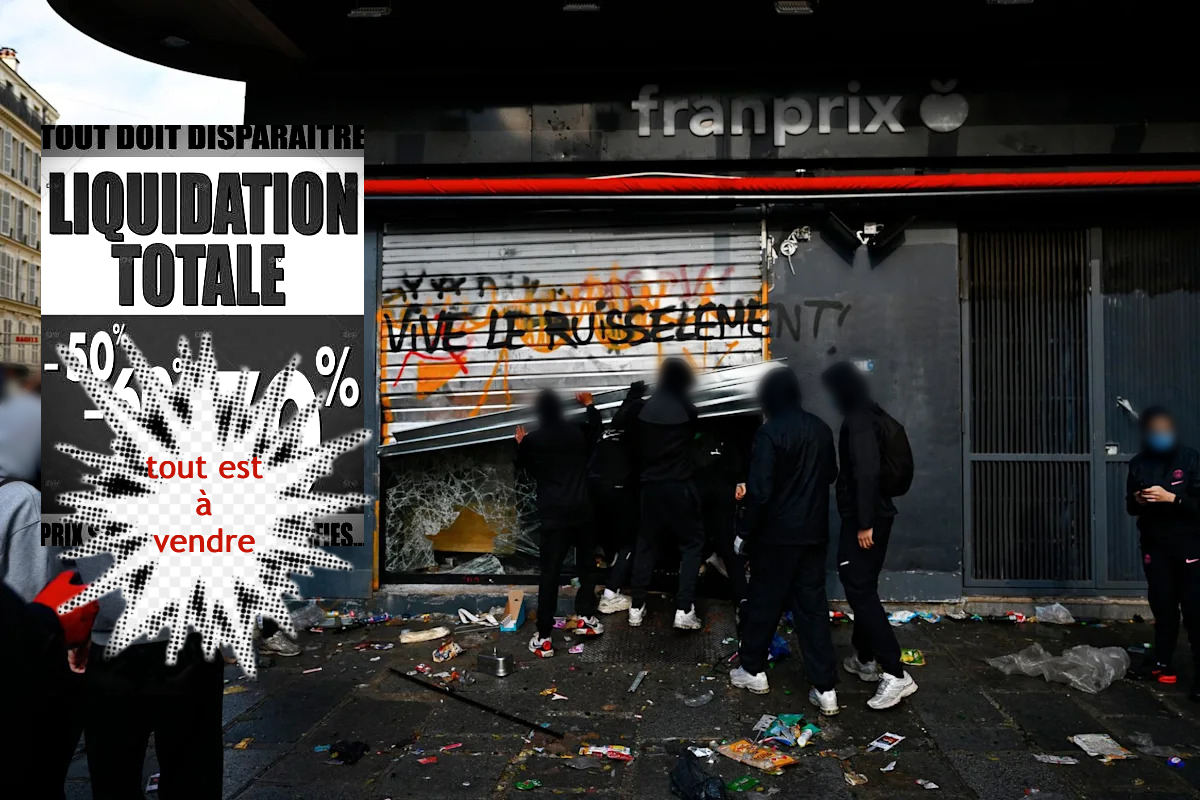 franprix
TOUT DOIT DISPARAITRE
LIQUIDATION
TOTALE
-50%
%
tout est
à
vendre
PRIX
VIVE LE RUISSELEMENT!